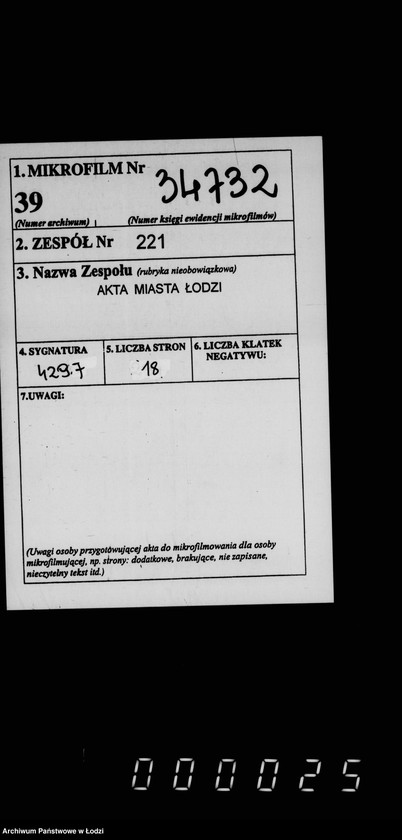 1. MIKROFILM Nr 34732
39
(Numer archiwum) (Numer księgi ewidencji mikrofilmów)
2. ZESPÓŁ Nr 221
3. Nazwa Zespołu (rubryka nieobowiązkowa)
AKTA MIASTA ŁODZI
4. SYGNATURA 5. LICZBA STRON 6. LICZBA KLATEK
NEGATYWU:
4297 18
7.UWAGI:
(Uwagi osoby przygotowującej akta do mikrofilmowania dla osoby
mikrofilmującej, np. strony: dodatkowe, brakujące, nie zapisane,
nieczytelny tekst itd.)
000025
Archiwum Państwowe w Łodzi